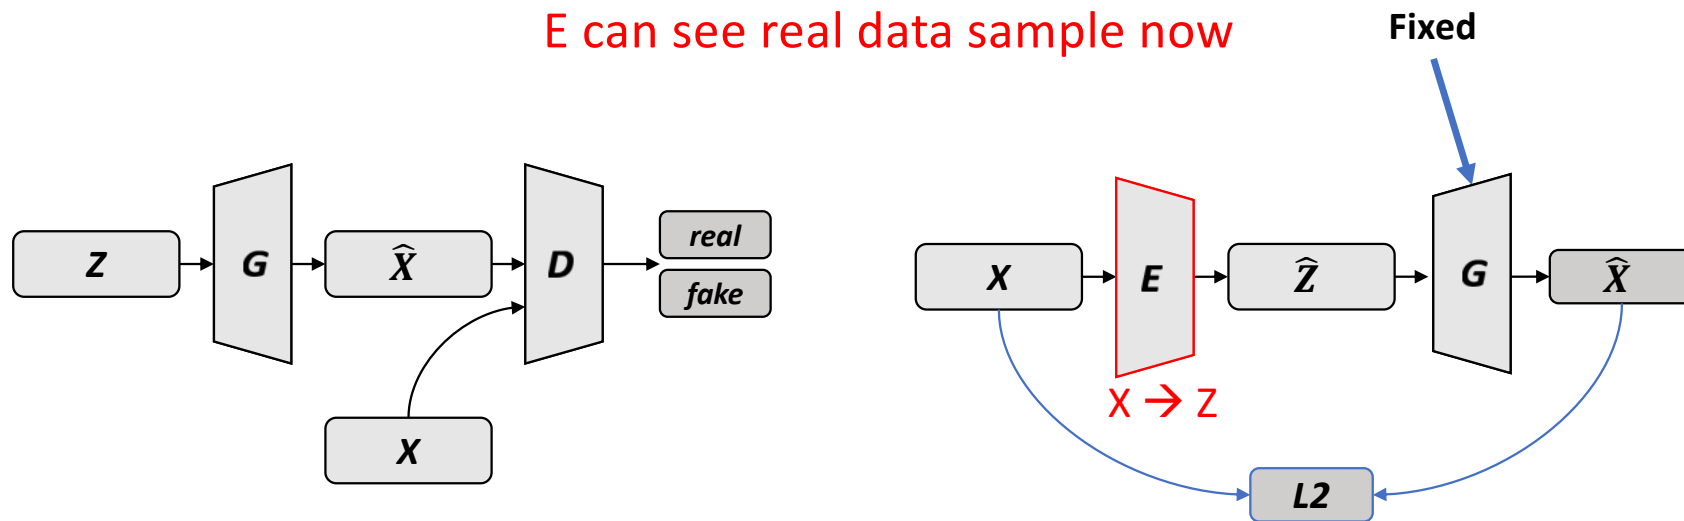 E can see real data sample now
Fixed
Z
G
X̂
D
real
fake
X
X
E
Ẑ
G
X̂
X → Z
L2